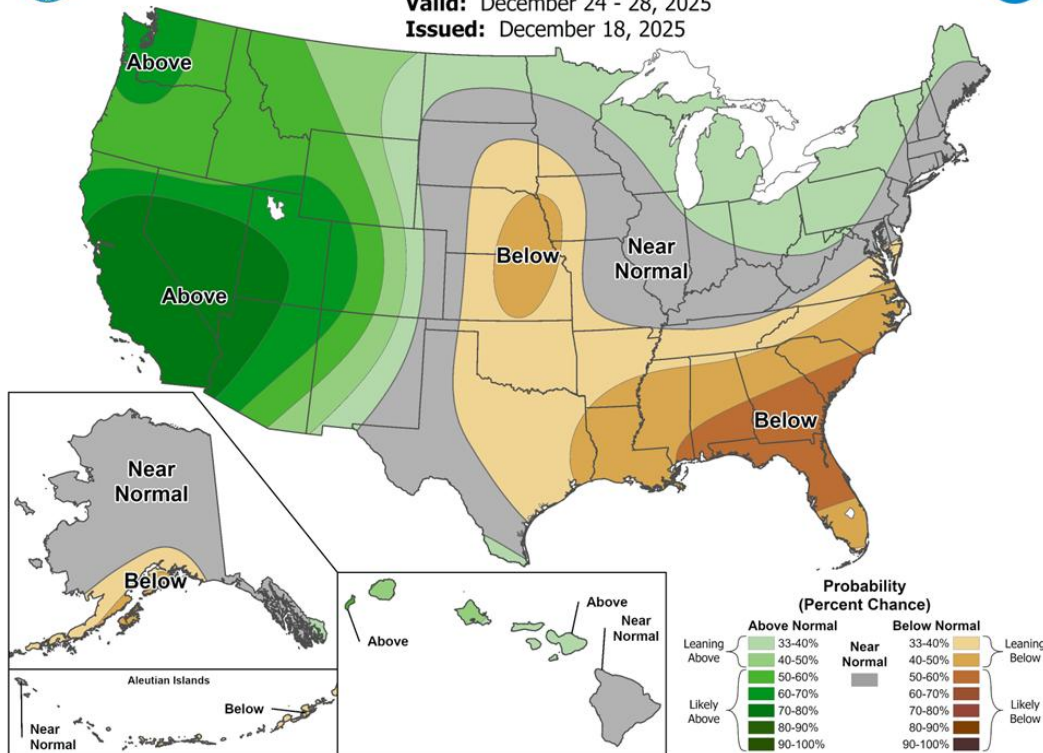 Valid: December 24 - 28, 2025
Issued: December 18, 2025
Above
Above
Below
Near
Normal
Below
Near
Normal
Below
Aleutian Islands
Near
Normal
Below
Above
Above
Near
Normal
Probability
(Percent Chance)
Above Normal
Below Normal
Leaning
Above
33-40%
40-50%
Likely
Above
50-60%
60-70%
70-80%
80-90%
90-100%
Near
Normal
33-40%
40-50%
Leaning
Below
50-60%
60-70%
70-80%
80-90%
90-100%
Likely
Below